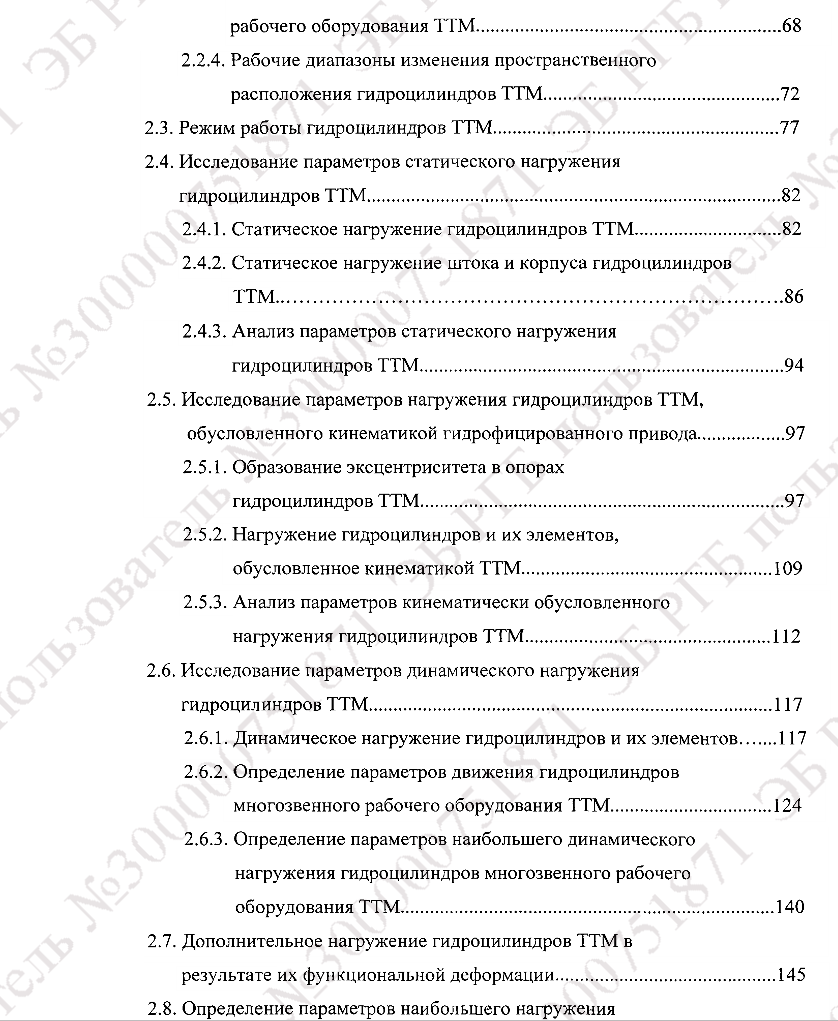 рабочего оборудования ТТМ..........68
2.2.4. Рабочие диапазоны изменения пространственного
расположения гидроцилиндров ТТМ..........72
2.3. Режим работы гидроцилиндров ТТМ..........77
2.4. Исследование параметров статического нагружения
гидроцилиндров ТТМ..........82
2.4.1. Статическое нагружение гидроцилиндров ТТМ..........82
2.4.2. Статическое нагружение штока и корпуса гидроцилиндров
ТТМ..........86
2.4.3. Анализ параметров статического нагружения
гидроцилиндров ТТМ..........94
2.5. Исследование параметров нагружения гидроцилиндров ТТМ,
обусловленного кинематикой гидрофицированного привода..........97
2.5.1. Образование эксцентриситета в опорах
гидроцилиндров ТТМ..........97
2.5.2. Нагружение гидроцилиндров и их элементов,
обусловленное кинематикой ТТМ..........109
2.5.3. Анализ параметров кинематически обусловленного
нагружения гидроцилиндров ТТМ..........112
2.6. Исследование параметров динамического нагружения
гидроцилиндров ТТМ..........117
2.6.1. Динамическое нагружение гидроцилиндров и их элементов.......117
2.6.2. Определение параметров движения гидроцилиндров
многозвенного рабочего оборудования ТТМ..........124
2.6.3. Определение параметров наибольшего динамического
нагружения гидроцилиндров многозвенного рабочего
оборудования ТТМ..........140
2.7. Дополнительное нагружение гидроцилиндров ТТМ в
результате их функциональной деформации..........145
2.8. Определение параметров наибольшего нагружения